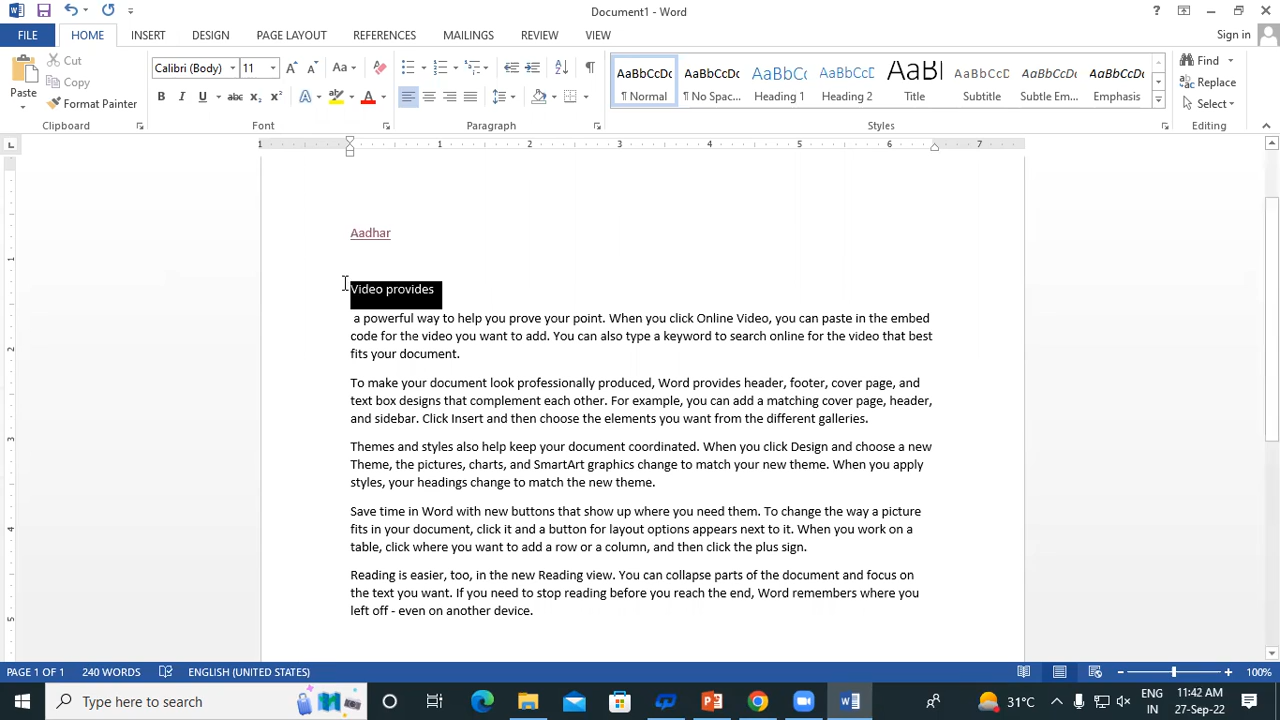 Document1 - Word
?
FILE HOME INSERT DESIGN PAGE LAYOUT REFERENCES MAILINGS REVIEW VIEW Sign in
Paste
Cut
Copy
Format Painter
Clipboard
Calibri (Body) 11
Font
Paragraph
AaBbCcDc AaBbCcDc AaBbCc AaBbCcE AaBl AaBbCcD AaBbCcDc AaBbCcDc
¶ Normal ¶ No Spac... Heading 1 Heading 2 Title Subtitle Subtle Em... Emphasis
Styles
Find
Replace
Select
Editing
1 1 2 3 4 5 6 7
Aadhar
Video provides
a powerful way to help you prove your point. When you click Online Video, you can paste in the embed
code for the video you want to add. You can also type a keyword to search online for the video that best
fits your document.
To make your document look professionally produced, Word provides header, footer, cover page, and
text box designs that complement each other. For example, you can add a matching cover page, header,
and sidebar. Click Insert and then choose the elements you want from the different galleries.
Themes and styles also help keep your document coordinated. When you click Design and choose a new
Theme, the pictures, charts, and SmartArt graphics change to match your new theme. When you apply
styles, your headings change to match the new theme.
Save time in Word with new buttons that show up where you need them. To change the way a picture
fits in your document, click it and a button for layout options appears next to it. When you work on a
table, click where you want to add a row or a column, and then click the plus sign.
Reading is easier, too, in the new Reading view. You can collapse parts of the document and focus on
the text you want. If you need to stop reading before you reach the end, Word remembers where you
left off - even on another device.
PAGE 1 OF 1 240 WORDS ENGLISH (UNITED STATES) 100%
Type here to search
31°C
ENG
IN
11:42 AM
27-Sep-22